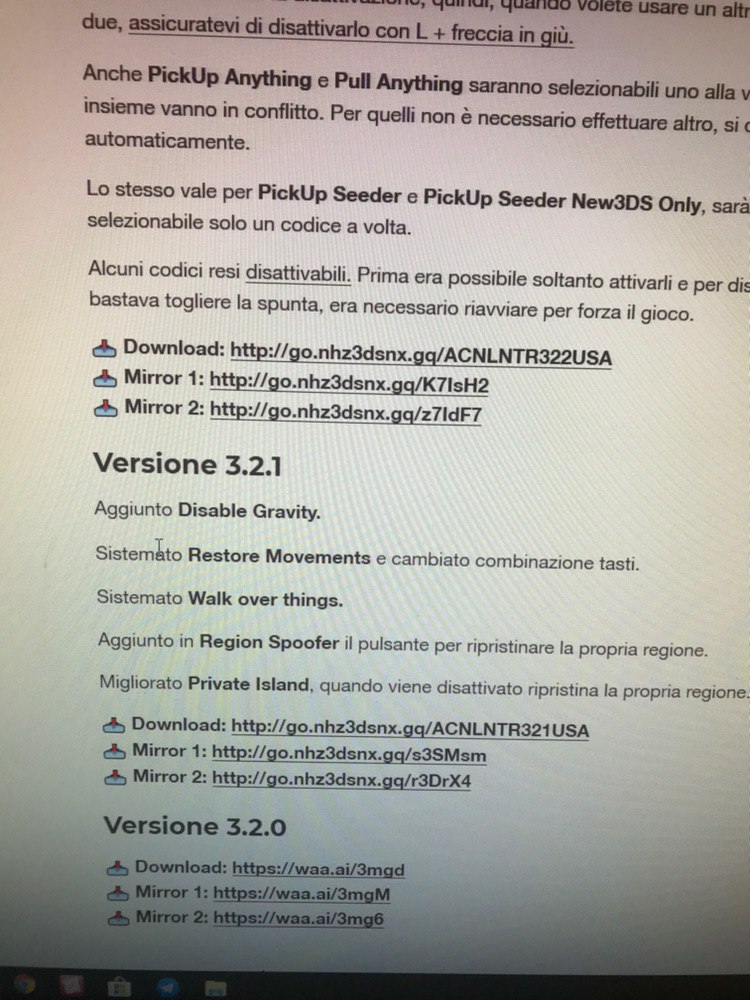 quando volete usare un altr
due, assicuratevi di disattivarlo con L + freccia in giù.
Anche PickUp Anything e Pull Anything saranno selezionabili uno alla v
insieme vanno in conflitto. Per quelli non è necessario effettuare altro, si
automaticamente.
Lo stesso vale per PickUp Seeder e PickUp Seeder New3DS Only, sarà
selezionabile solo un codice a volta.
Alcuni codici resi disattivabili. Prima era possibile soltanto attivarli e per dis
bastava togliere la spunta, era necessario riavviare per forza il gioco.
Download: http://go.nhz3dsnx.gq/ACNLNTR322USA
Mirror 1: http://go.nhz3dsnx.gq/K7IsH2
Mirror 2: http://go.nhz3dsnx.gq/z7IdF7
Versione 3.2.1
Aggiunto Disable Gravity.
Sistemato Restore Movements e cambiato combinazione tasti.
Sistemato Walk over things.
Aggiunto in Region Spoofer il pulsante per ripristinare la propria regione.
Migliorato Private Island, quando viene disattivato ripristina la propria regione.
Download: http://go.nhz3dsnx.gq/ACNLNTR321USA
Mirror 1: http://go.nhz3dsnx.gq/s3SMsm
Mirror 2: http://go.nhz3dsnx.gq/r3DrX4
Versione 3.2.0
Download: https://waa.ai/3mgd
Mirror 1: https://waa.ai/3mgM
Mirror 2: https://waa.ai/3mg6